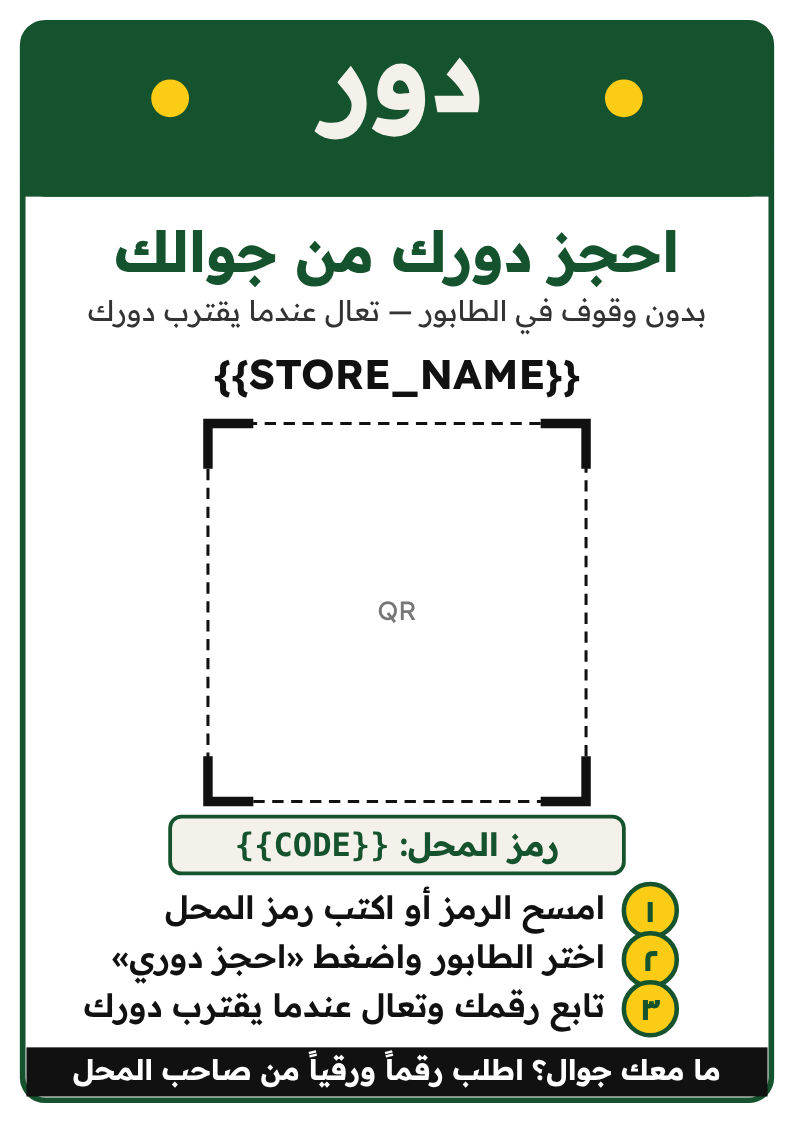 دور
احجز دورك من جوالك
بدون وقوف في الطابور — تعال عندما يقترب دورك
{{STORE_NAME}}
QR
رمز المحل: {{CODE}}
١ امسح الرمز أو اكتب رمز المحل
٢ اختر الطابور واضغط «احجز دوري»
٣ تابع رقمك وتعال عندما يقترب دورك
ما معك جوال؟ اطلب رقماً ورقياً من صاحب المحل